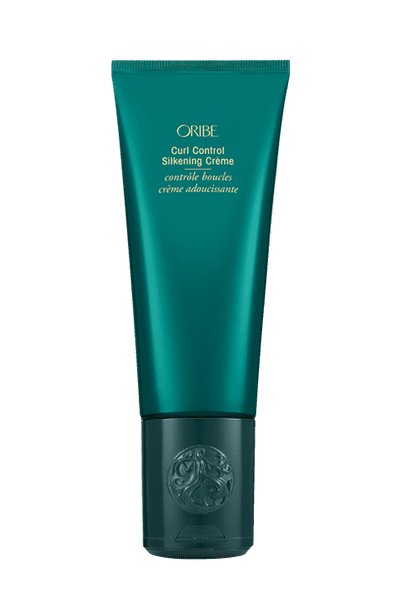 ORIBE
Curl Control
Silkening Crème
contrôle boucles
crème adoucissante